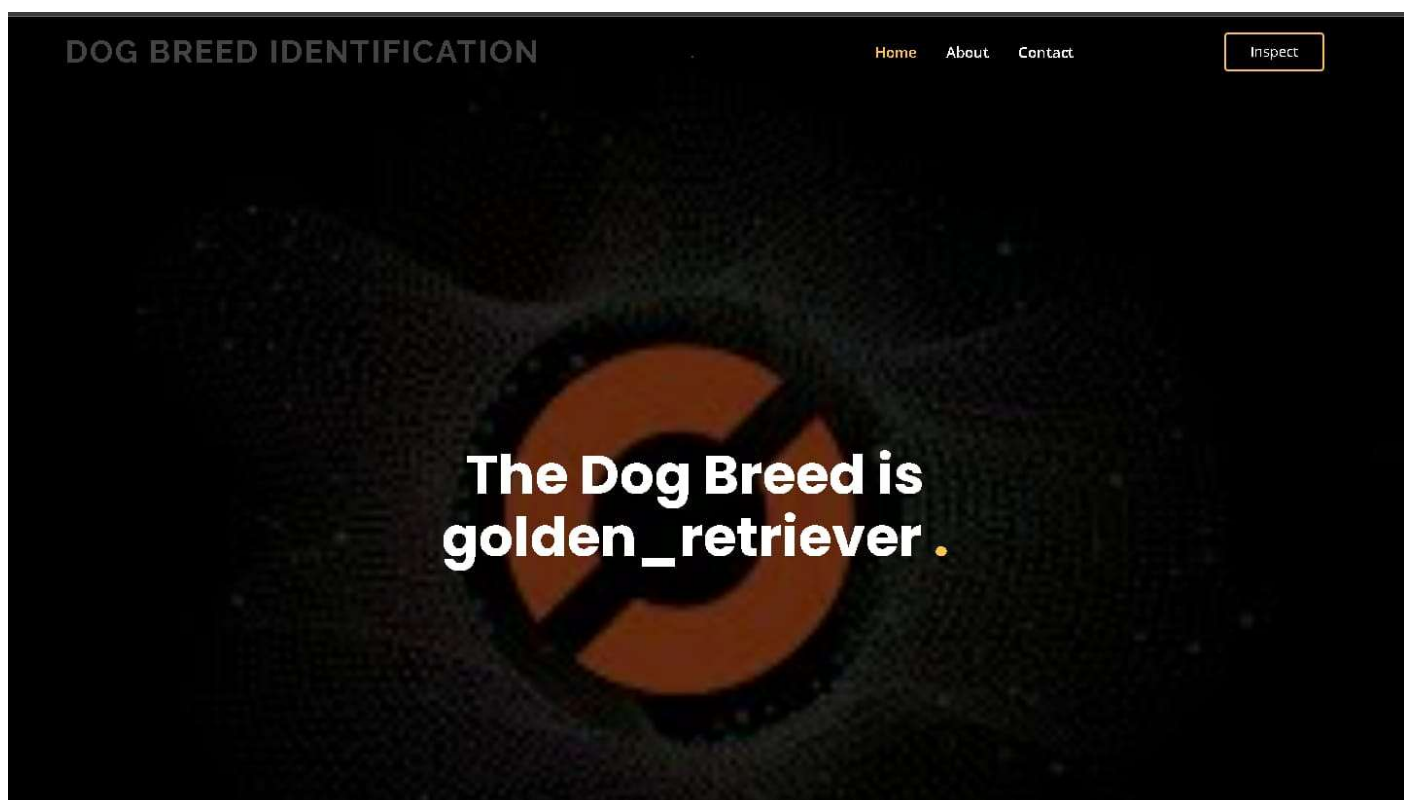 DOG BREED IDENTIFICATION
Home About Contact Inspect
The Dog Breed is
golden_retriever .